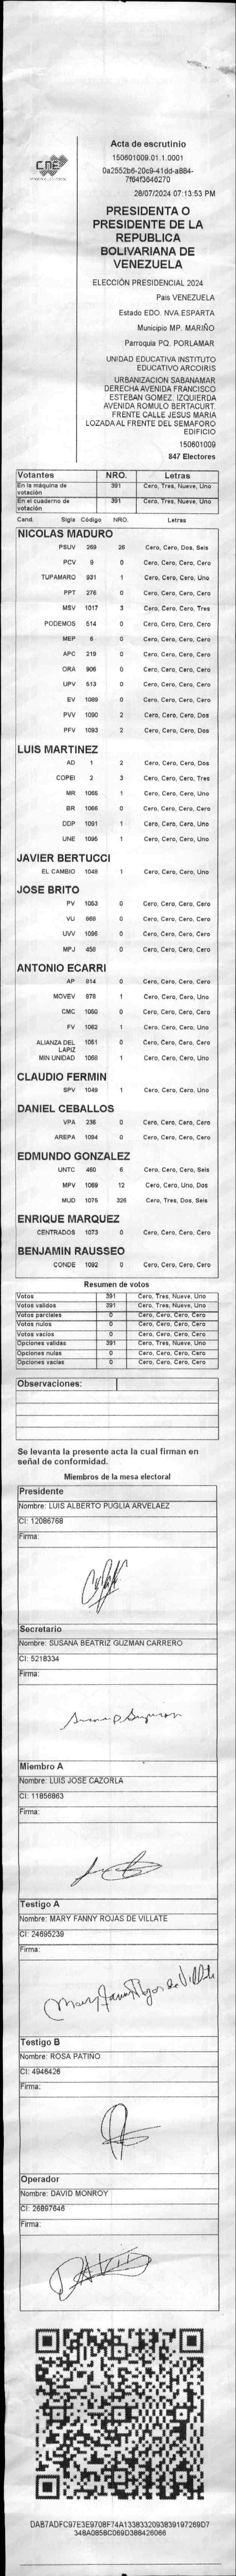 CNE
Acta de escrutinio
150601009.01.1.0001
0a2552b6-20c9-41dd-a884-
7f64f3646270
28/07/2024 07:13:53 PM
PRESIDENTA O
PRESIDENTE DE LA
REPUBLICA
BOLIVARIANA DE
VENEZUELA
ELECCIÓN PRESIDENCIAL 2024
Pais VENEZUELA
Estado EDO. NVA.ESPARTA
Municipio MP. MARIÑO
Parroquia PQ. PORLAMAR
UNIDAD EDUCATIVA INSTITUTO
EDUCATIVO ARCOIRIS
URBANIZACION SABANAMAR
DERECHA AVENIDA FRANCISCO
ESTEBAN GOMEZ. IZQUIERDA
AVENIDA ROMULO BERTACURT.
FRENTE CALLE JESUS MARIA
LOZADA AL FRENTE DEL SEMAFORO
EDIFICIO
150601009
847 Electores
Votantes NRO. Letras
En la máquina de votación 391 Cero, Tres, Nueve, Uno
En el cuaderno de votación 391 Cero, Tres, Nueve, Uno
Cand. Sigla Código NRO. Letras
NICOLAS MADURO
PSUV 269 26 Cero, Cero, Dos, Seis
PCV 9 0 Cero, Cero, Cero, Cero
TUPAMARO 931 1 Cero, Cero, Cero, Uno
PPT 276 0 Cero, Cero, Cero, Cero
MSV 1017 3 Cero, Cero, Cero, Tres
PODEMOS 514 0 Cero, Cero, Cero, Cero
MEP 6 0 Cero, Cero, Cero, Cero
APC 219 0 Cero, Cero, Cero, Cero
ORA 906 0 Cero, Cero, Cero, Cero
UPV 513 0 Cero, Cero, Cero, Cero
EV 1089 0 Cero, Cero, Cero, Cero
PVV 1090 2 Cero, Cero, Cero, Dos
PFV 1093 2 Cero, Cero, Cero, Dos
LUIS MARTINEZ
AD 1 2 Cero, Cero, Cero, Dos
COPEI 2 3 Cero, Cero, Cero, Tres
MR 1065 1 Cero, Cero, Cero, Uno
BR 1066 0 Cero, Cero, Cero, Cero
DDP 1091 1 Cero, Cero, Cero, Uno
UNE 1095 1 Cero, Cero, Cero, Uno
JAVIER BERTUCCI
EL CAMBIO 1048 1 Cero, Cero, Cero, Uno
JOSE BRITO
PV 1053 0 Cero, Cero, Cero, Cero
VU 868 0 Cero, Cero, Cero, Cero
UVV 1096 0 Cero, Cero, Cero, Cero
MPJ 458 0 Cero, Cero, Cero, Cero
ANTONIO ECARRI
AP 914 0 Cero, Cero, Cero, Cero
MOVEV 978 1 Cero, Cero, Cero, Uno
CMC 1050 0 Cero, Cero, Cero, Cero
FV 1062 1 Cero, Cero, Cero, Uno
ALIANZA DEL LAPIZ 1051 0 Cero, Cero, Cero, Cero
MIN UNIDAD 1068 1 Cero, Cero, Cero, Uno
CLAUDIO FERMIN
SPV 1049 1 Cero, Cero, Cero, Uno
DANIEL CEBALLOS
VPA 236 0 Cero, Cero, Cero, Cero
AREPA 1094 0 Cero, Cero, Cero, Cero
EDMUNDO GONZALEZ
UNTC 460 6 Cero, Cero, Cero, Seis
MPV 1069 12 Cero, Cero, Uno, Dos
MUD 1075 326 Cero, Tres, Dos, Seis
ENRIQUE MARQUEZ
CENTRADOS 1073 0 Cero, Cero, Cero, Cero
BENJAMIN RAUSSEO
CONDE 1092 0 Cero, Cero, Cero, Cero
Resumen de votos
Votos 391 Cero, Tres, Nueve, Uno
Votos validos 391 Cero, Tres, Nueve, Uno
Votos parciales 0 Cero, Cero, Cero, Cero
Votos nulos 0 Cero, Cero, Cero, Cero
Votos vacios 0 Cero, Cero, Cero, Cero
Opciones validas 391 Cero, Tres, Nueve, Uno
Opciones nulas 0 Cero, Cero, Cero, Cero
Opciones vacias 0 Cero, Cero, Cero, Cero
Observaciones:
Se levanta la presente acta la cual firman en
señal de conformidad.
Miembros de la mesa electoral
Presidente
Nombre: LUIS ALBERTO PUGLIA ARVELAEZ
CI: 12086768
Firma:
Secretario
Nombre: SUSANA BEATRIZ GUZMAN CARRERO
CI: 5218334
Firma:
Miembro A
Nombre: LUIS JOSE CAZORLA
CI: 11856863
Firma:
Testigo A
Nombre: MARY FANNY ROJAS DE VILLATE
CI: 24695239
Firma:
Mary Fanny Rojas de Villate
Testigo B
Nombre: ROSA PATIÑO
CI: 4946426
Firma:
Operador
Nombre: DAVID MONROY
CI: 26897646
Firma:
DAVID
DAB7ADFC97E3E9708F74A1338332093839197269D7
348A0858C069D388426066